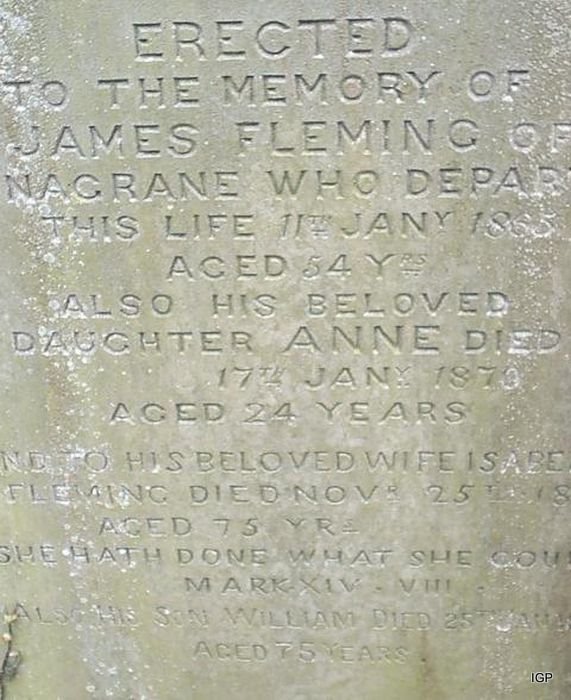 ERECTED
TO THE MEMORY OF
JAMES FLEMING OF
NAGRANE WHO DEPAR
THIS LIFE 11TH JANY 1865
AGED 54 YRS
ALSO HIS BELOVED
DAUGHTER ANNE DIED
17TH JANY 1870
AGED 24 YEARS
ND TO HIS BELOVED WIFE ISABE
FLEMING DIED NOVR 25TH 18
AGED 75 YRS
SHE HATH DONE WHAT SHE COU
MARK XIV. VIII.
ALSO HIS SON WILLIAM DIED 25TH
AGED 75 YEARS.
IGP